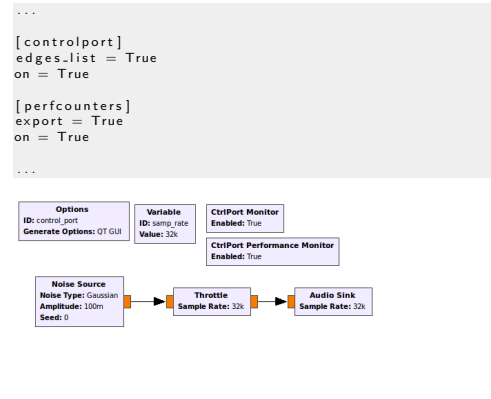 ...
[controlport]
edges_list = True
on = True
[perfcounters]
export = True
on = True
...
Options
ID: control_port
Generate Options: QT GUI
Variable
ID: samp_rate
Value: 32k
CtrlPort Monitor
Enabled: True
CtrlPort Performance Monitor
Enabled: True
Noise Source
Noise Type: Gaussian
Amplitude: 100m
Seed: 0
Throttle
Sample Rate: 32k
Audio Sink
Sample Rate: 32k